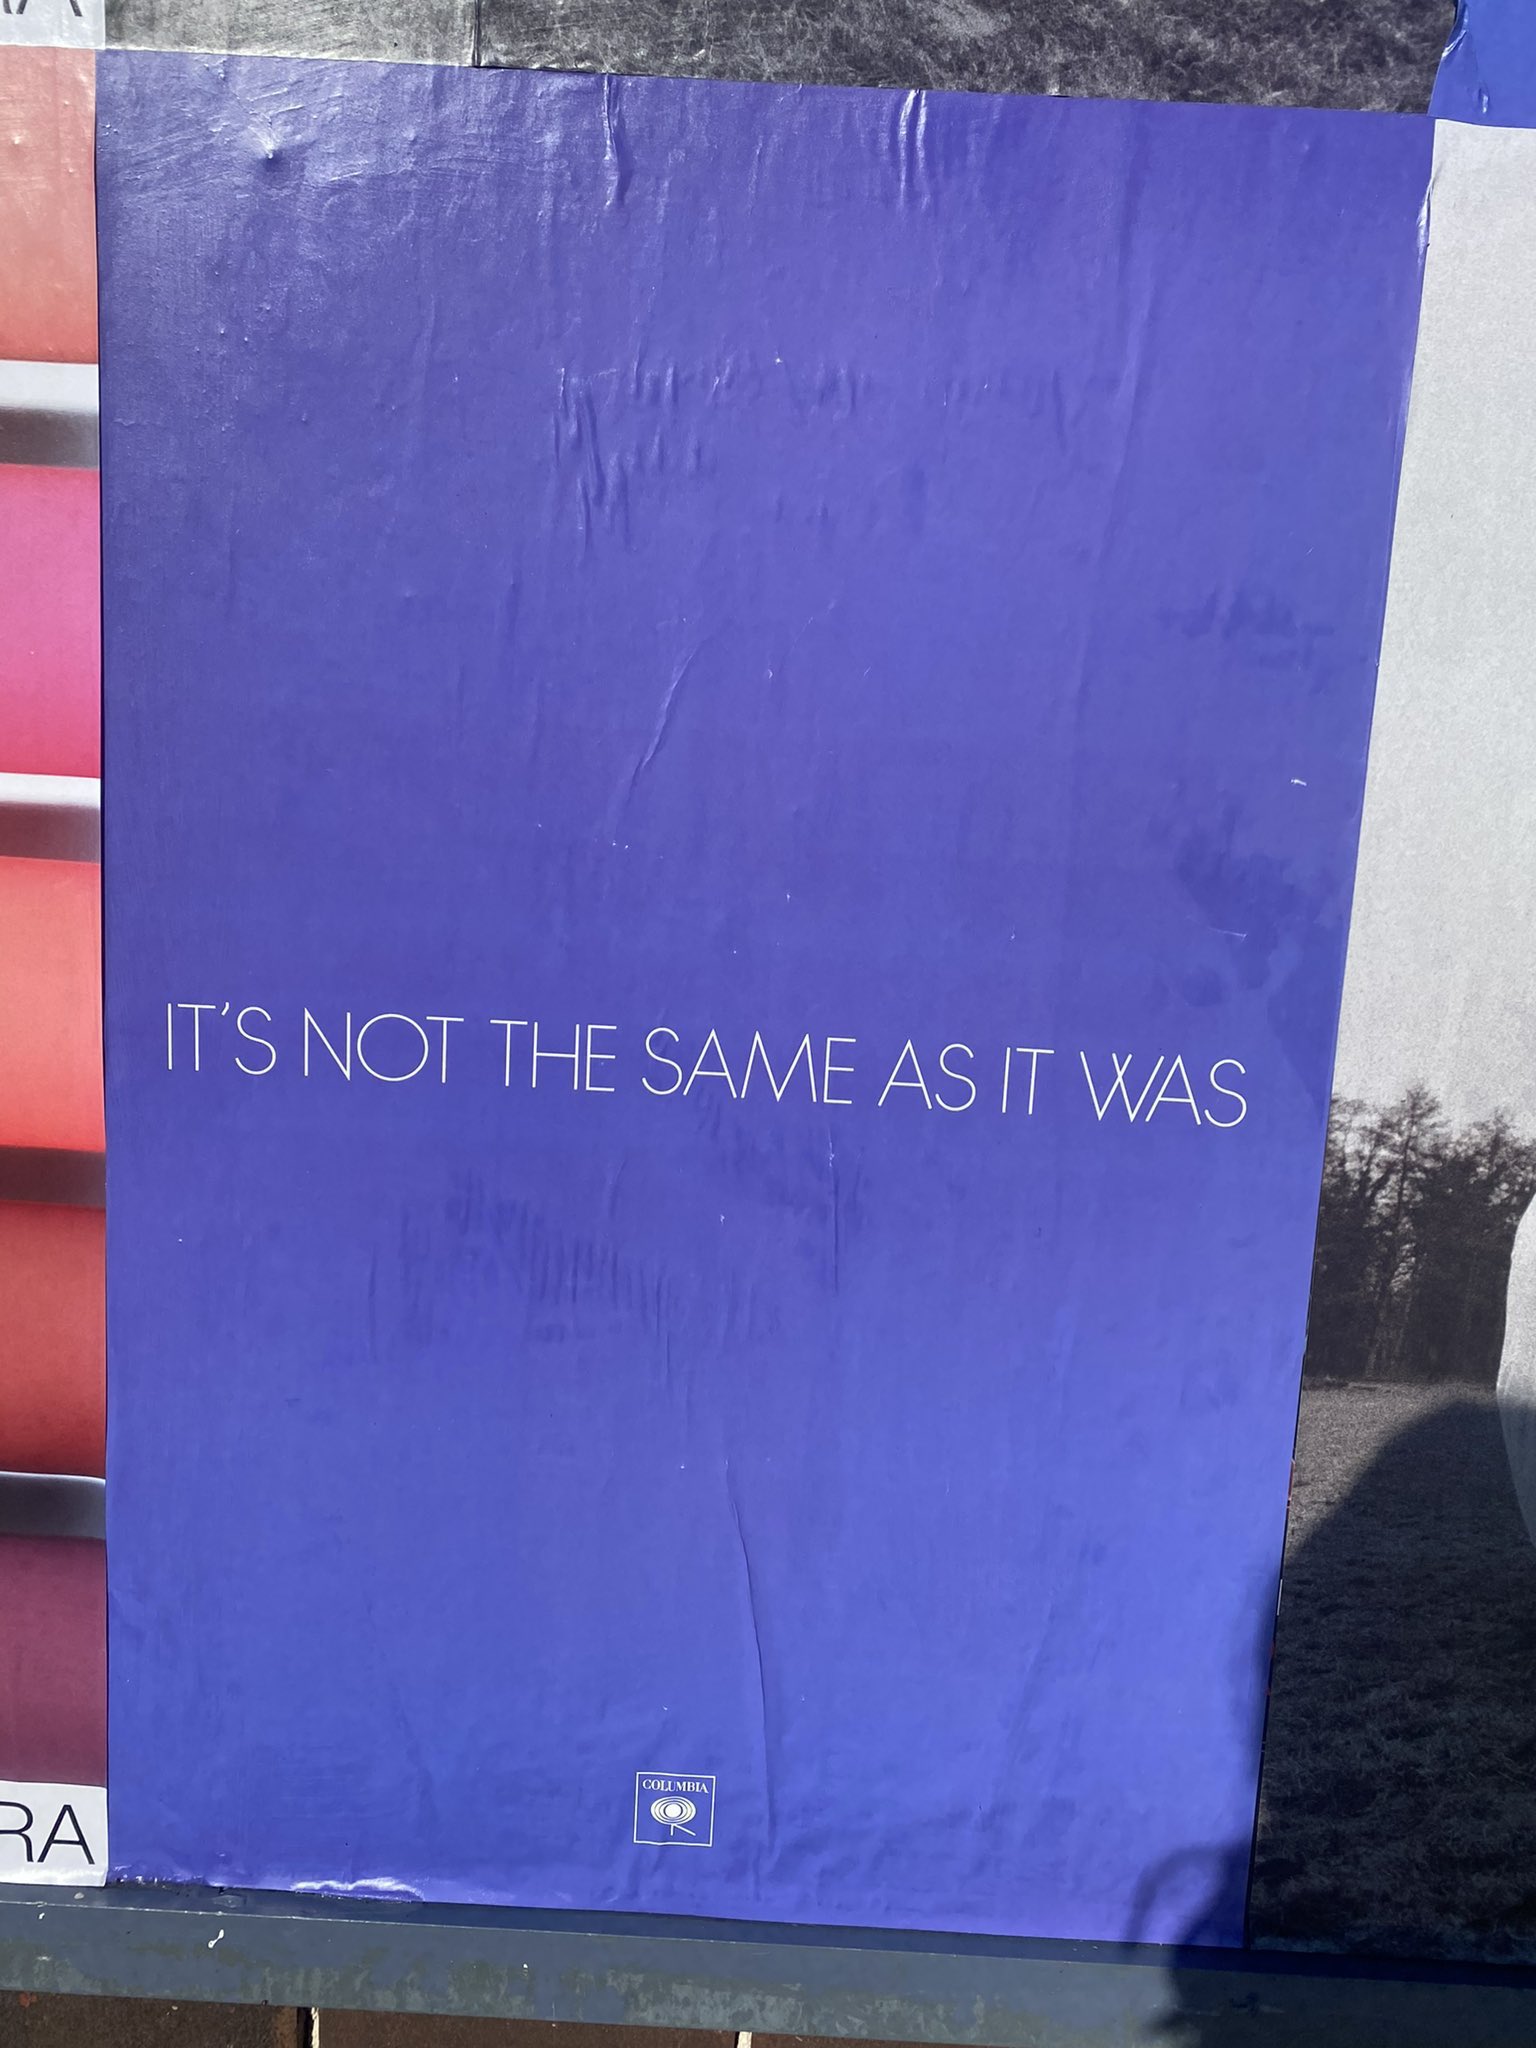 IT'S NOT THE SAME AS IT WAS
COLUMBIA
RA